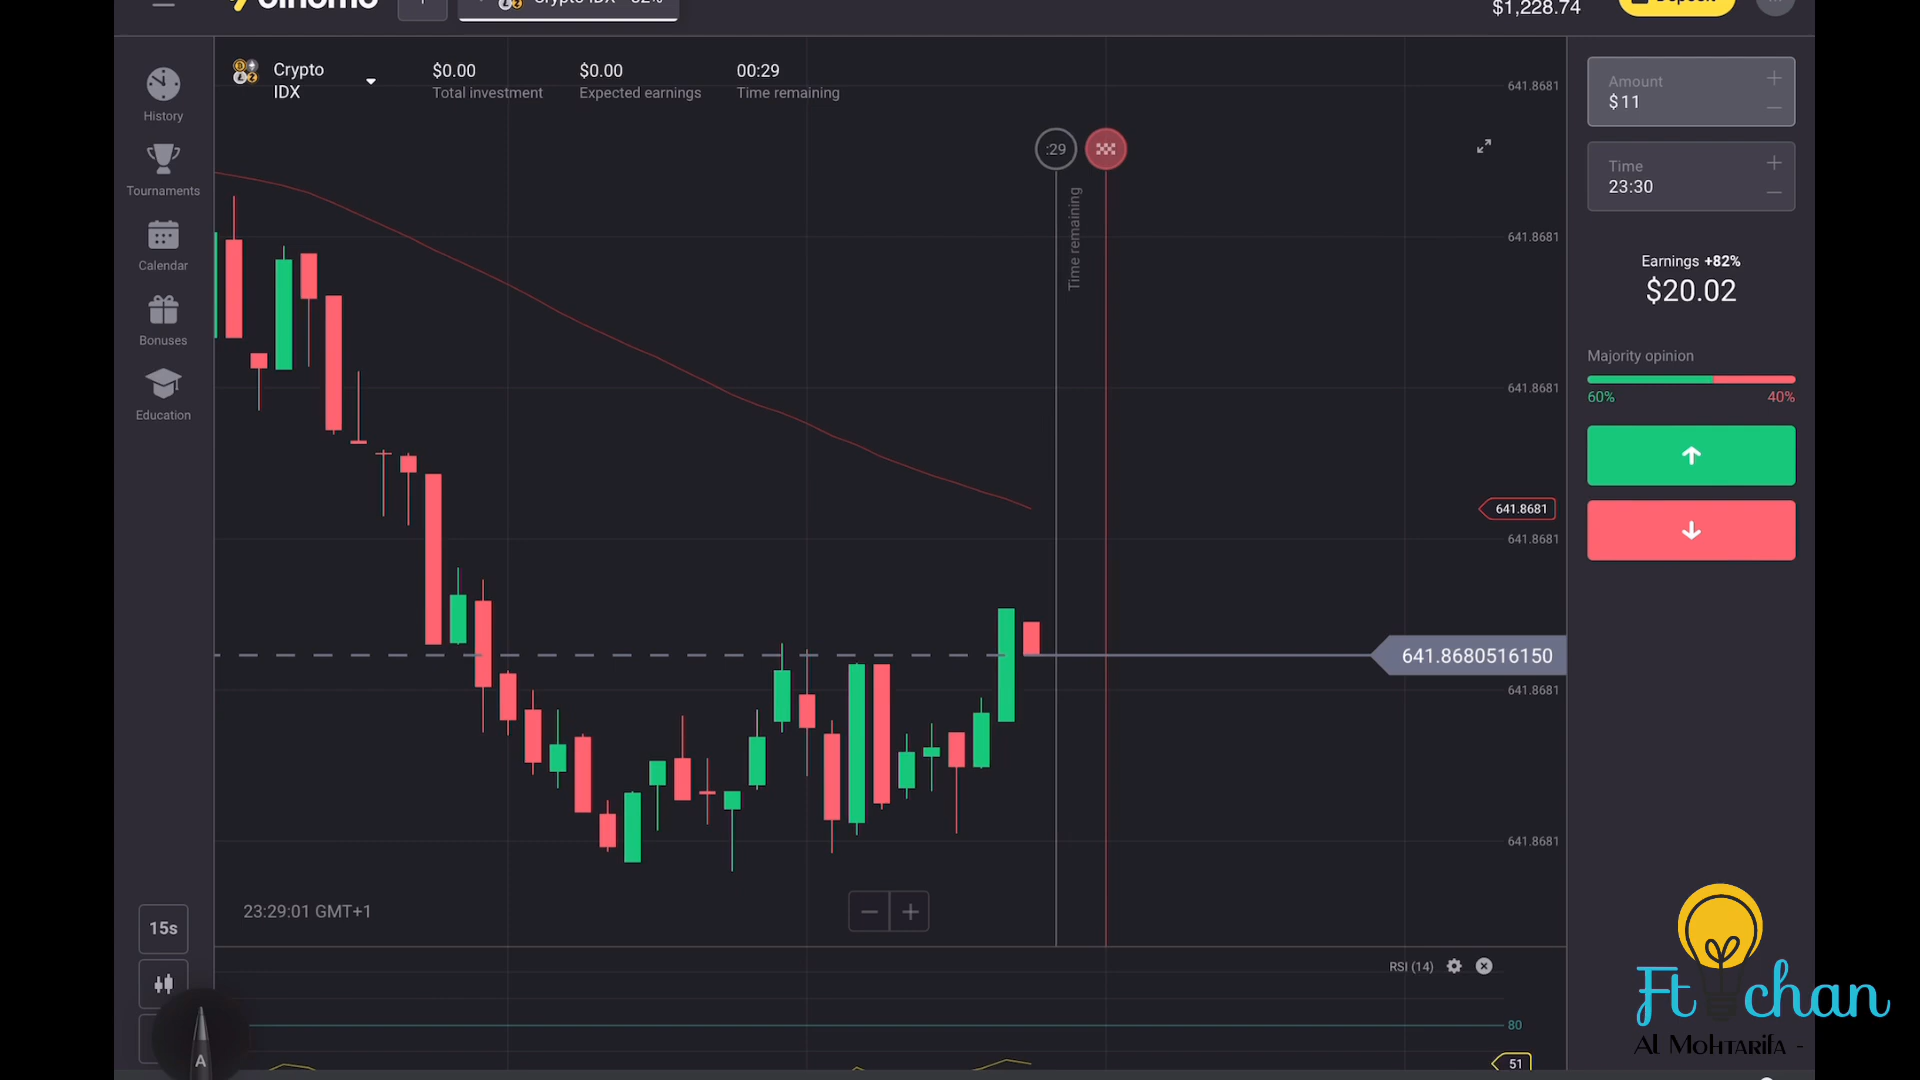 $1,228.74
History
Tournaments
Calendar
Bonuses
Education
Crypto
IDX
$0.00
Total investment
$0.00
Expected earnings
00:29
Time remaining
:29
Time remaining
641.8681
641.8681
641.8681
641.8681
641.8681
641.8680516150
641.8681
641.8681
Amount
$11
Time
23:30
Earnings +82%
$20.02
Majority opinion
60%
40%
23:29:01 GMT+1
15s
RSI (14)
80
51
A
Ft chan
Al Mohtarifa -